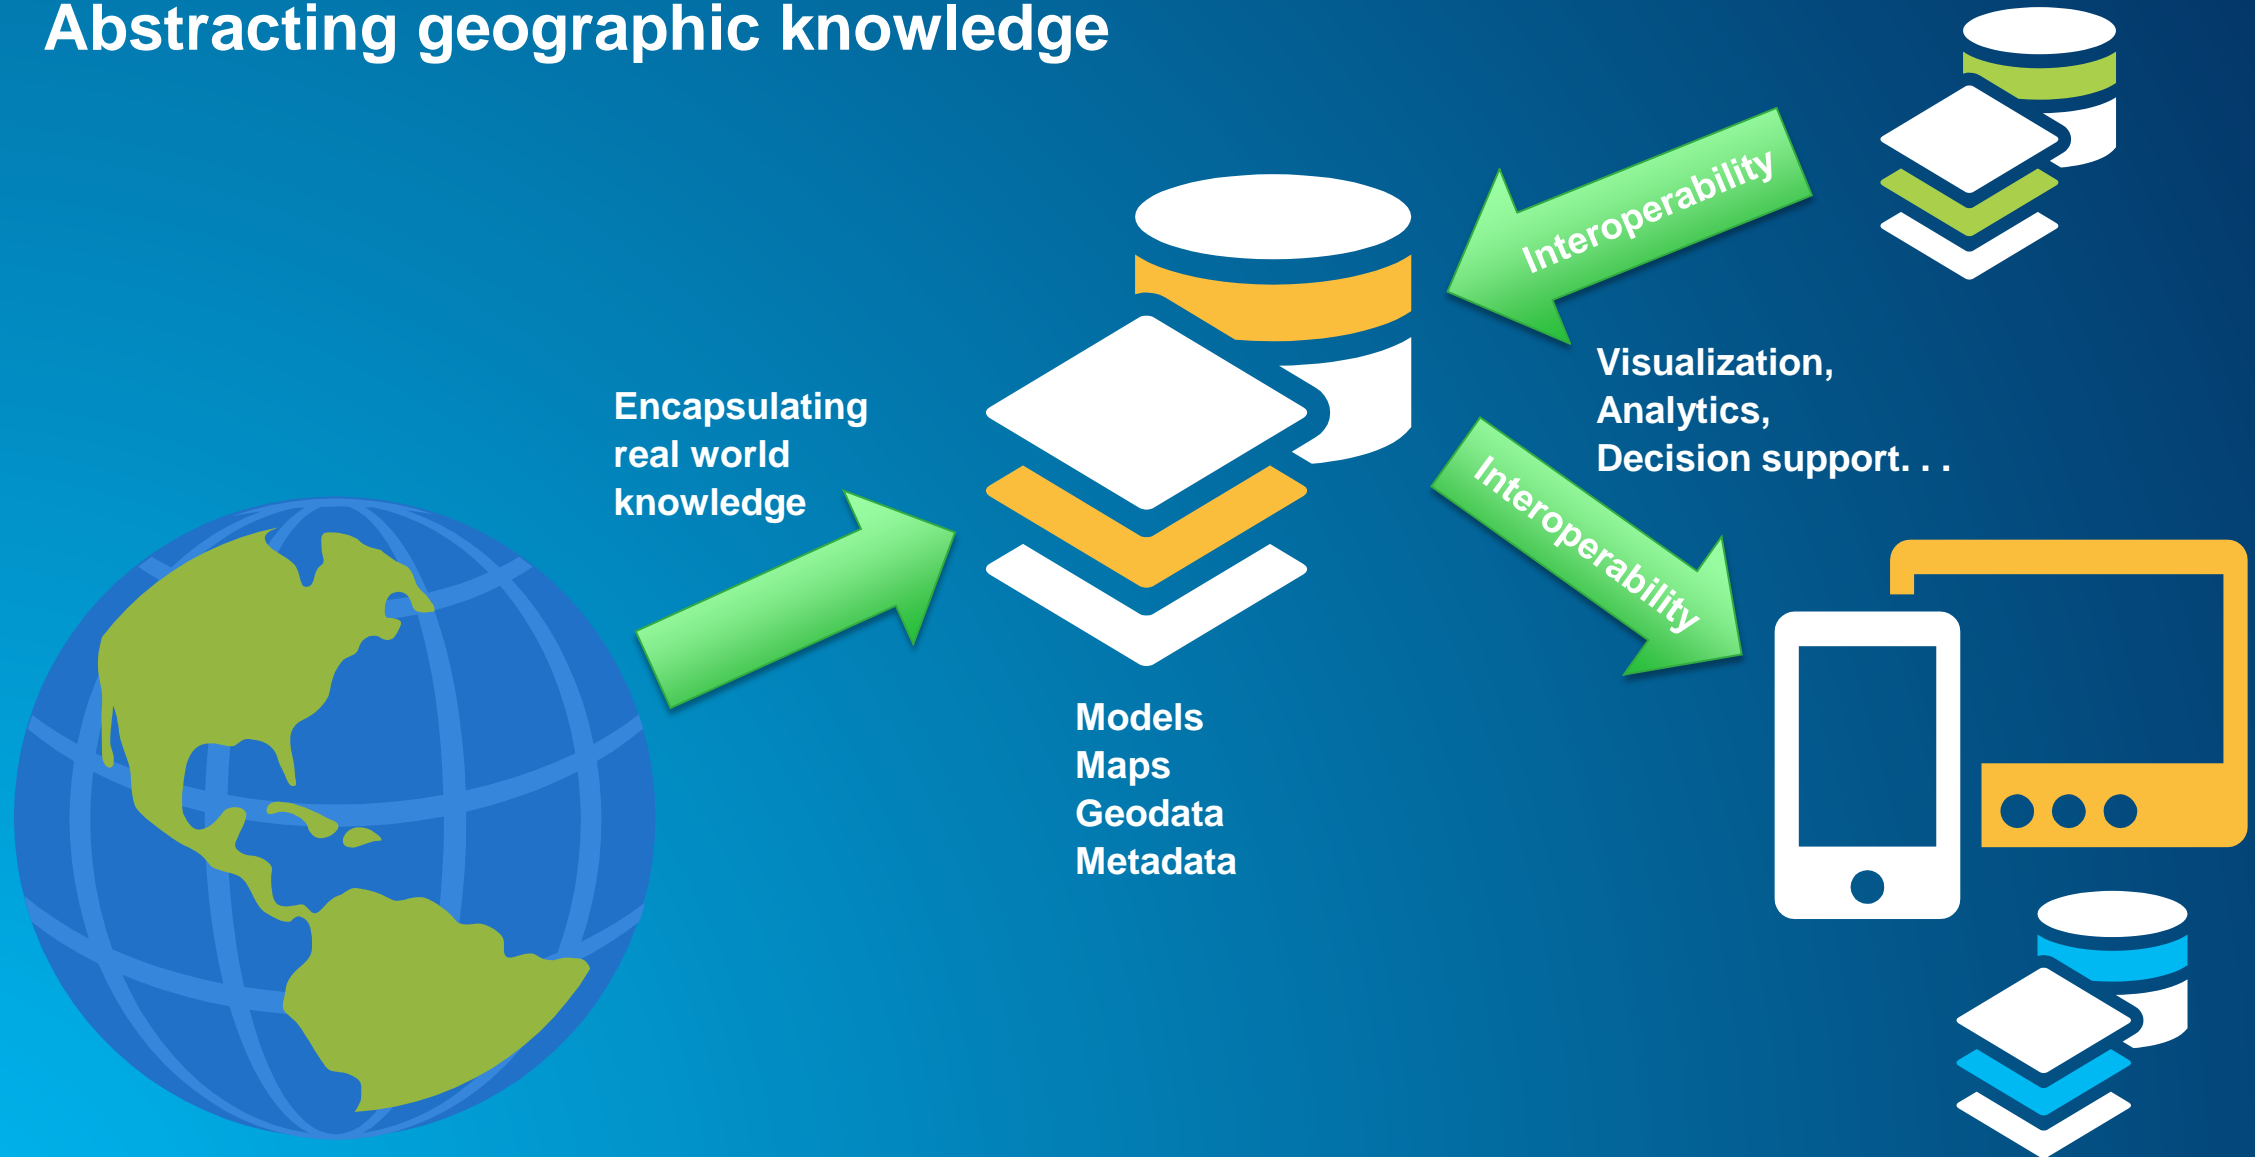 Abstracting geographic knowledge
Interoperability
Visualization,
Analytics,
Decision support. . .
Encapsulating
real world
knowledge
Interoperability
Models
Maps
Geodata
Metadata